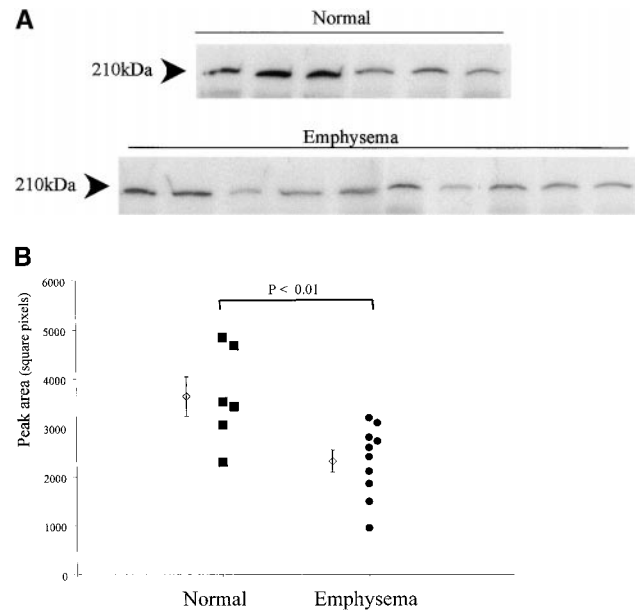 A
Normal
210kDa
Emphysema
210kDa
B
P < 0.01
Peak area (square pixels)
6000
5000
4000
3000
2000
1000
0
Normal
Emphysema